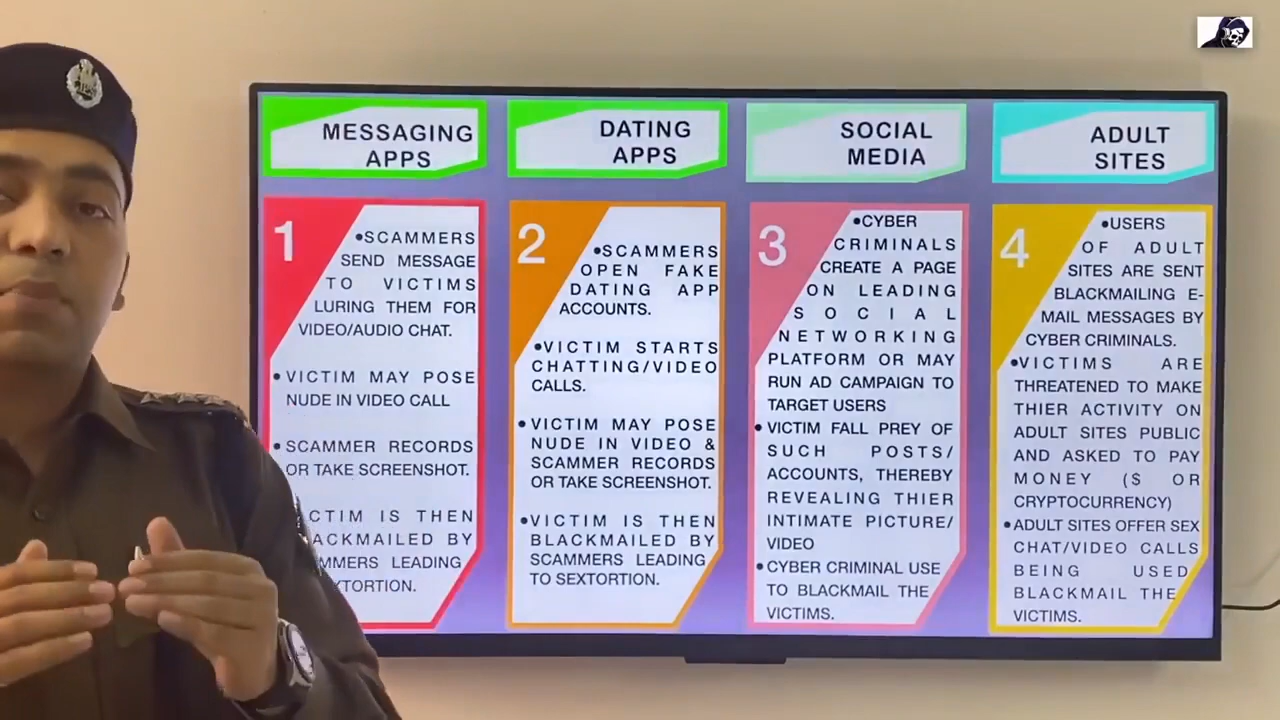 MESSAGING
APPS
DATING
APPS
SOCIAL
MEDIA
ADULT
SITES
1
•SCAMMERS
SEND MESSAGE
TO VICTIMS
LURING THEM FOR
VIDEO/AUDIO CHAT.
• VICTIM MAY POSE
NUDE IN VIDEO CALL
• SCAMMER RECORDS
OR TAKE SCREENSHOT.
CTIM IS THEN
ACKMAILED BY
MMERS LEADING
XTORTION.
2
•SCAMMERS
OPEN FAKE
DATING APP
ACCOUNTS.
•VICTIM STARTS
CHATTING/VIDEO
CALLS.
• VICTIM MAY POSE
NUDE IN VIDEO &
SCAMMER RECORDS
OR TAKE SCREENSHOT.
•VICTIM IS THEN
BLACKMAILED BY
SCAMMERS LEADING
TO SEXTORTION.
3
•CYBER
CRIMINALS
CREATE A PAGE
ON LEADING
SOCIAL
NETWORKING
PLATFORM OR MAY
RUN AD CAMPAIGN TO
TARGET USERS
• VICTIM FALL PREY OF
SUCH POSTS/
ACCOUNTS, THEREBY
REVEALING THIER
INTIMATE PICTURE/
VIDEO
• CYBER CRIMINAL USE
TO BLACKMAIL THE
VICTIMS.
4
•USERS
OF ADULT
SITES ARE SENT
BLACKMAILING E-
MAIL MESSAGES BY
CYBER CRIMINALS.
•VICTIMS ARE
THREATENED TO MAKE
THIER ACTIVITY ON
ADULT SITES PUBLIC
AND ASKED TO PAY
MONEY ($ OR
CRYPTOCURRENCY)
•ADULT SITES OFFER SEX
CHAT/VIDEO CALLS
BEING USED
BLACKMAIL THE
VICTIMS.